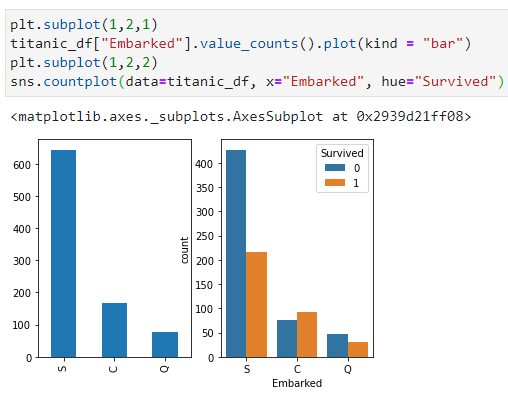 plt.subplot(1,2,1)
titanic_df["Embarked"].value_counts().plot(kind = "bar")
plt.subplot(1,2,2)
sns.countplot(data=titanic_df, x="Embarked", hue="Survived")
<matplotlib.axes._subplots.AxesSubplot at 0x2939d21ff08>
600
500
400
300
200
100
0
S C Q
count
400
350
300
250
200
150
100
50
0
Survived
0
1
S C Q
Embarked